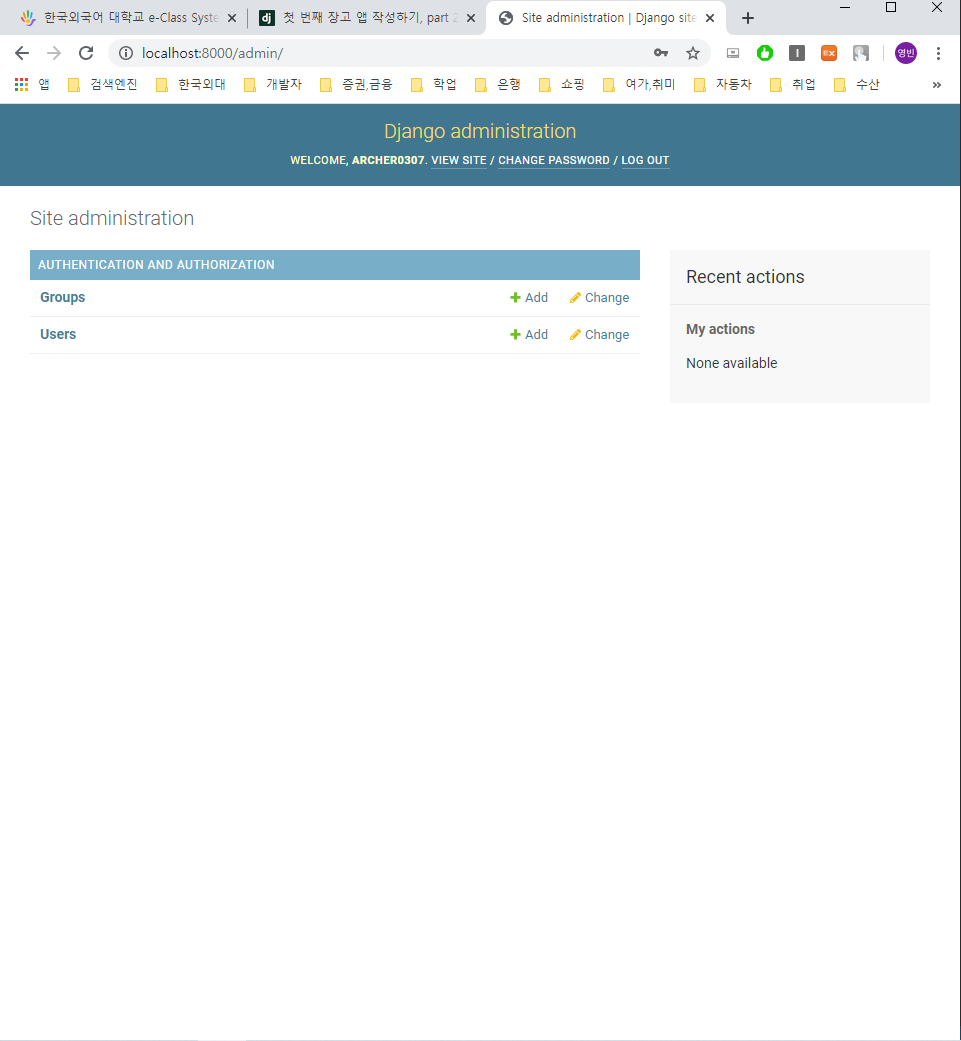 한국외국어 대학교 e-Class Syste
첫 번째 장고 앱 작성하기, part 2
Site administration | Django site
localhost:8000/admin/
영빈
앱 검색엔진 한국외대 개발자 증권,금융 학업 은행 쇼핑 여가,취미 자동차 취업 수산 »
Django administration
WELCOME, ARCHER0307. VIEW SITE / CHANGE PASSWORD / LOG OUT
Site administration
AUTHENTICATION AND AUTHORIZATION
Groups Add Change
Users Add Change
Recent actions
My actions
None available